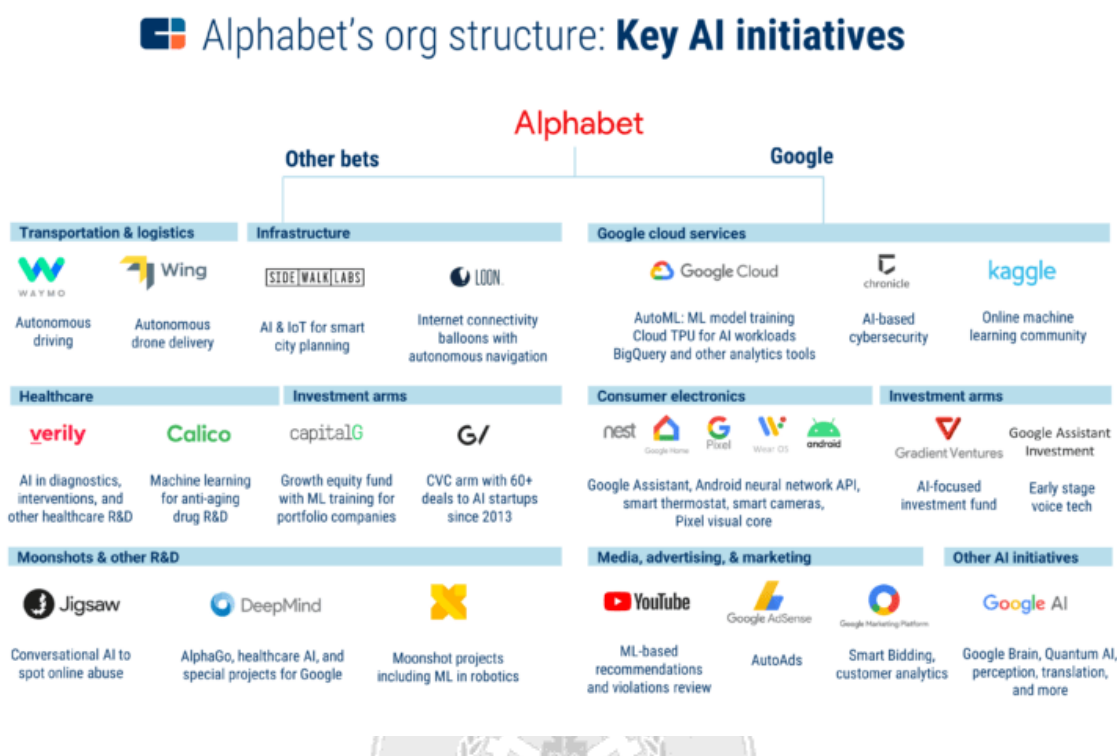 Alphabet's org structure: Key AI initiatives
Alphabet
Other bets
Google
Transportation & logistics
Infrastructure
WAYMO
Wing
SIDE WALK LABS
LOON.
Autonomous
driving
Autonomous
drone delivery
AI & IoT for smart
city planning
Internet connectivity
balloons with
autonomous navigation
Google cloud services
Google Cloud
chronicle
kaggle
AutoML: ML model training
Cloud TPU for AI workloads
BigQuery and other analytics tools
AI-based
cybersecurity
Online machine
learning community
Healthcare
Investment arms
verily
Calico
capitalG
G/
AI in diagnostics,
interventions, and
other healthcare R&D
Machine learning
for anti-aging
drug R&D
Growth equity fund
with ML training for
portfolio companies
CVC arm with 60+
deals to AI startups
since 2013
Consumer electronics
Investment arms
nest
Google Home
Pixel
Wear OS
android
Gradient Ventures
Google Assistant
Investment
Google Assistant, Android neural network API,
smart thermostat, smart cameras,
Pixel visual core
AI-focused
investment fund
Early stage
voice tech
Moonshots & other R&D
Jigsaw
DeepMind
Conversational AI to
spot online abuse
AlphaGo, healthcare AI, and
special projects for Google
Moonshot projects
including ML in robotics
Media, advertising, & marketing
Other AI initiatives
YouTube
Google AdSense
Google Marketing Platform
Google AI
ML-based
recommendations
and violations review
AutoAds
Smart Bidding,
customer analytics
Google Brain, Quantum AI,
perception, translation,
and more